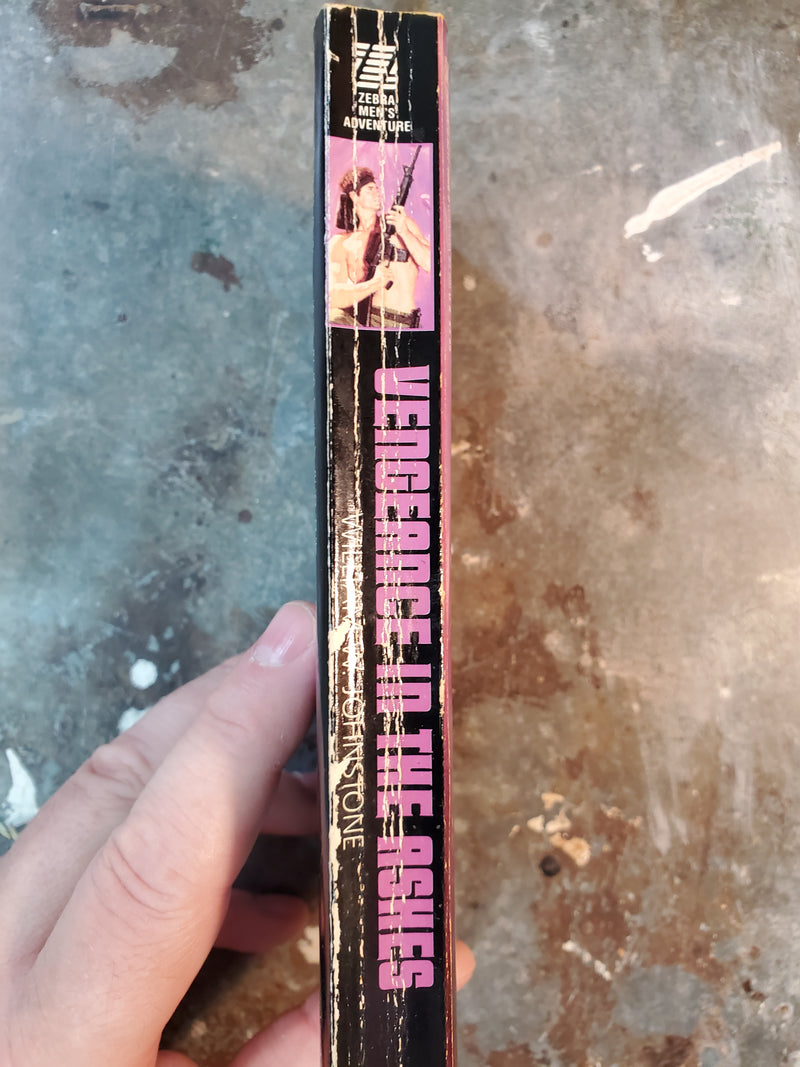 ZEBRA
MEN'S
ADVENTURE
VENGEANCE IN THE ASHES
WILLIAM W. JOHNSTONE